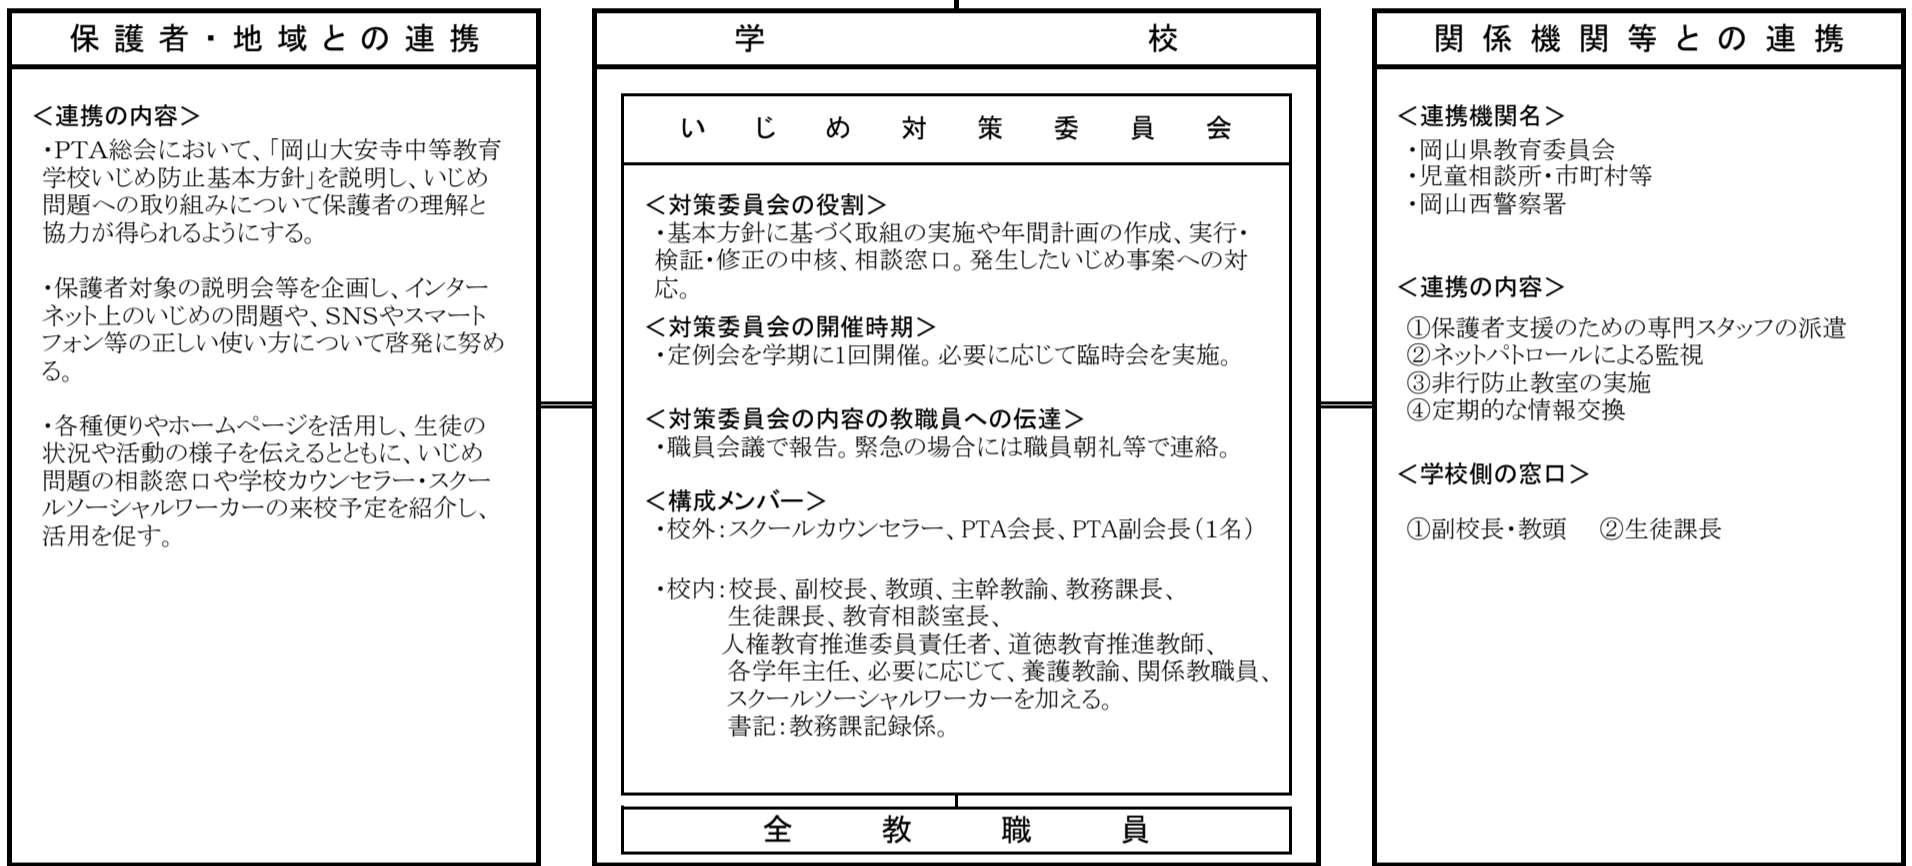 保護者・地域との連携
＜連携の内容＞
・PTA総会において、「岡山大安寺中等教育
学校いじめ防止基本方針」を説明し、いじめ
問題への取り組みについて保護者の理解と
協力が得られるようにする。
・保護者対象の説明会等を企画し、インター
ネット上のいじめの問題や、SNSやスマート
フォン等の正しい使い方について啓発に努め
る。
・各種便りやホームページを活用し、生徒の
状況や活動の様子を伝えるとともに、いじめ
問題の相談窓口や学校カウンセラー・スクー
ルソーシャルワーカーの来校予定を紹介し、
活用を促す。
学校
いじめ対策委員会
＜対策委員会の役割＞
・基本方針に基づく取組の実施や年間計画の作成、実行・
検証・修正の中核、相談窓口。発生したいじめ事案への対
応。
＜対策委員会の開催時期＞
・定例会を学期に1回開催。必要に応じて臨時会を実施。
＜対策委員会の内容の教職員への伝達＞
・職員会議で報告。緊急の場合には職員朝礼等で連絡。
＜構成メンバー＞
・校外：スクールカウンセラー、PTA会長、PTA副会長（1名）
・校内：校長、副校長、教頭、主幹教諭、教務課長、
生徒課長、教育相談室長、
人権教育推進委員責任者、道徳教育推進教師、
各学年主任、必要に応じて、養護教諭、関係教職員、
スクールソーシャルワーカーを加える。
書記：教務課記録係。
全教職員
関係機関等との連携
＜連携機関名＞
・岡山県教育委員会
・児童相談所・市町村等
・岡山西警察署
＜連携の内容＞
①保護者支援のための専門スタッフの派遣
②ネットパトロールによる監視
③非行防止教室の実施
④定期的な情報交換
＜学校側の窓口＞
①副校長・教頭　②生徒課長